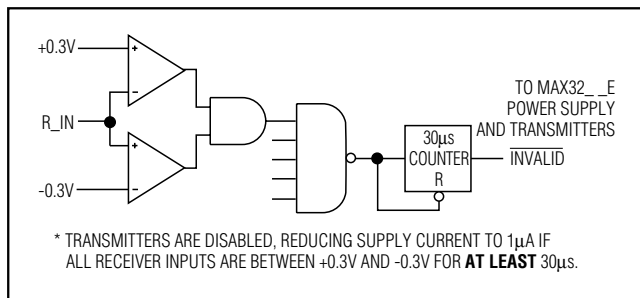 +0.3V
R_IN
-0.3V
30µs
COUNTER
R
TO MAX32_ _E
POWER SUPPLY
AND TRANSMITTERS
INVALID
* TRANSMITTERS ARE DISABLED, REDUCING SUPPLY CURRENT TO 1µA IF
ALL RECEIVER INPUTS ARE BETWEEN +0.3V AND -0.3V FOR AT LEAST 30µs.